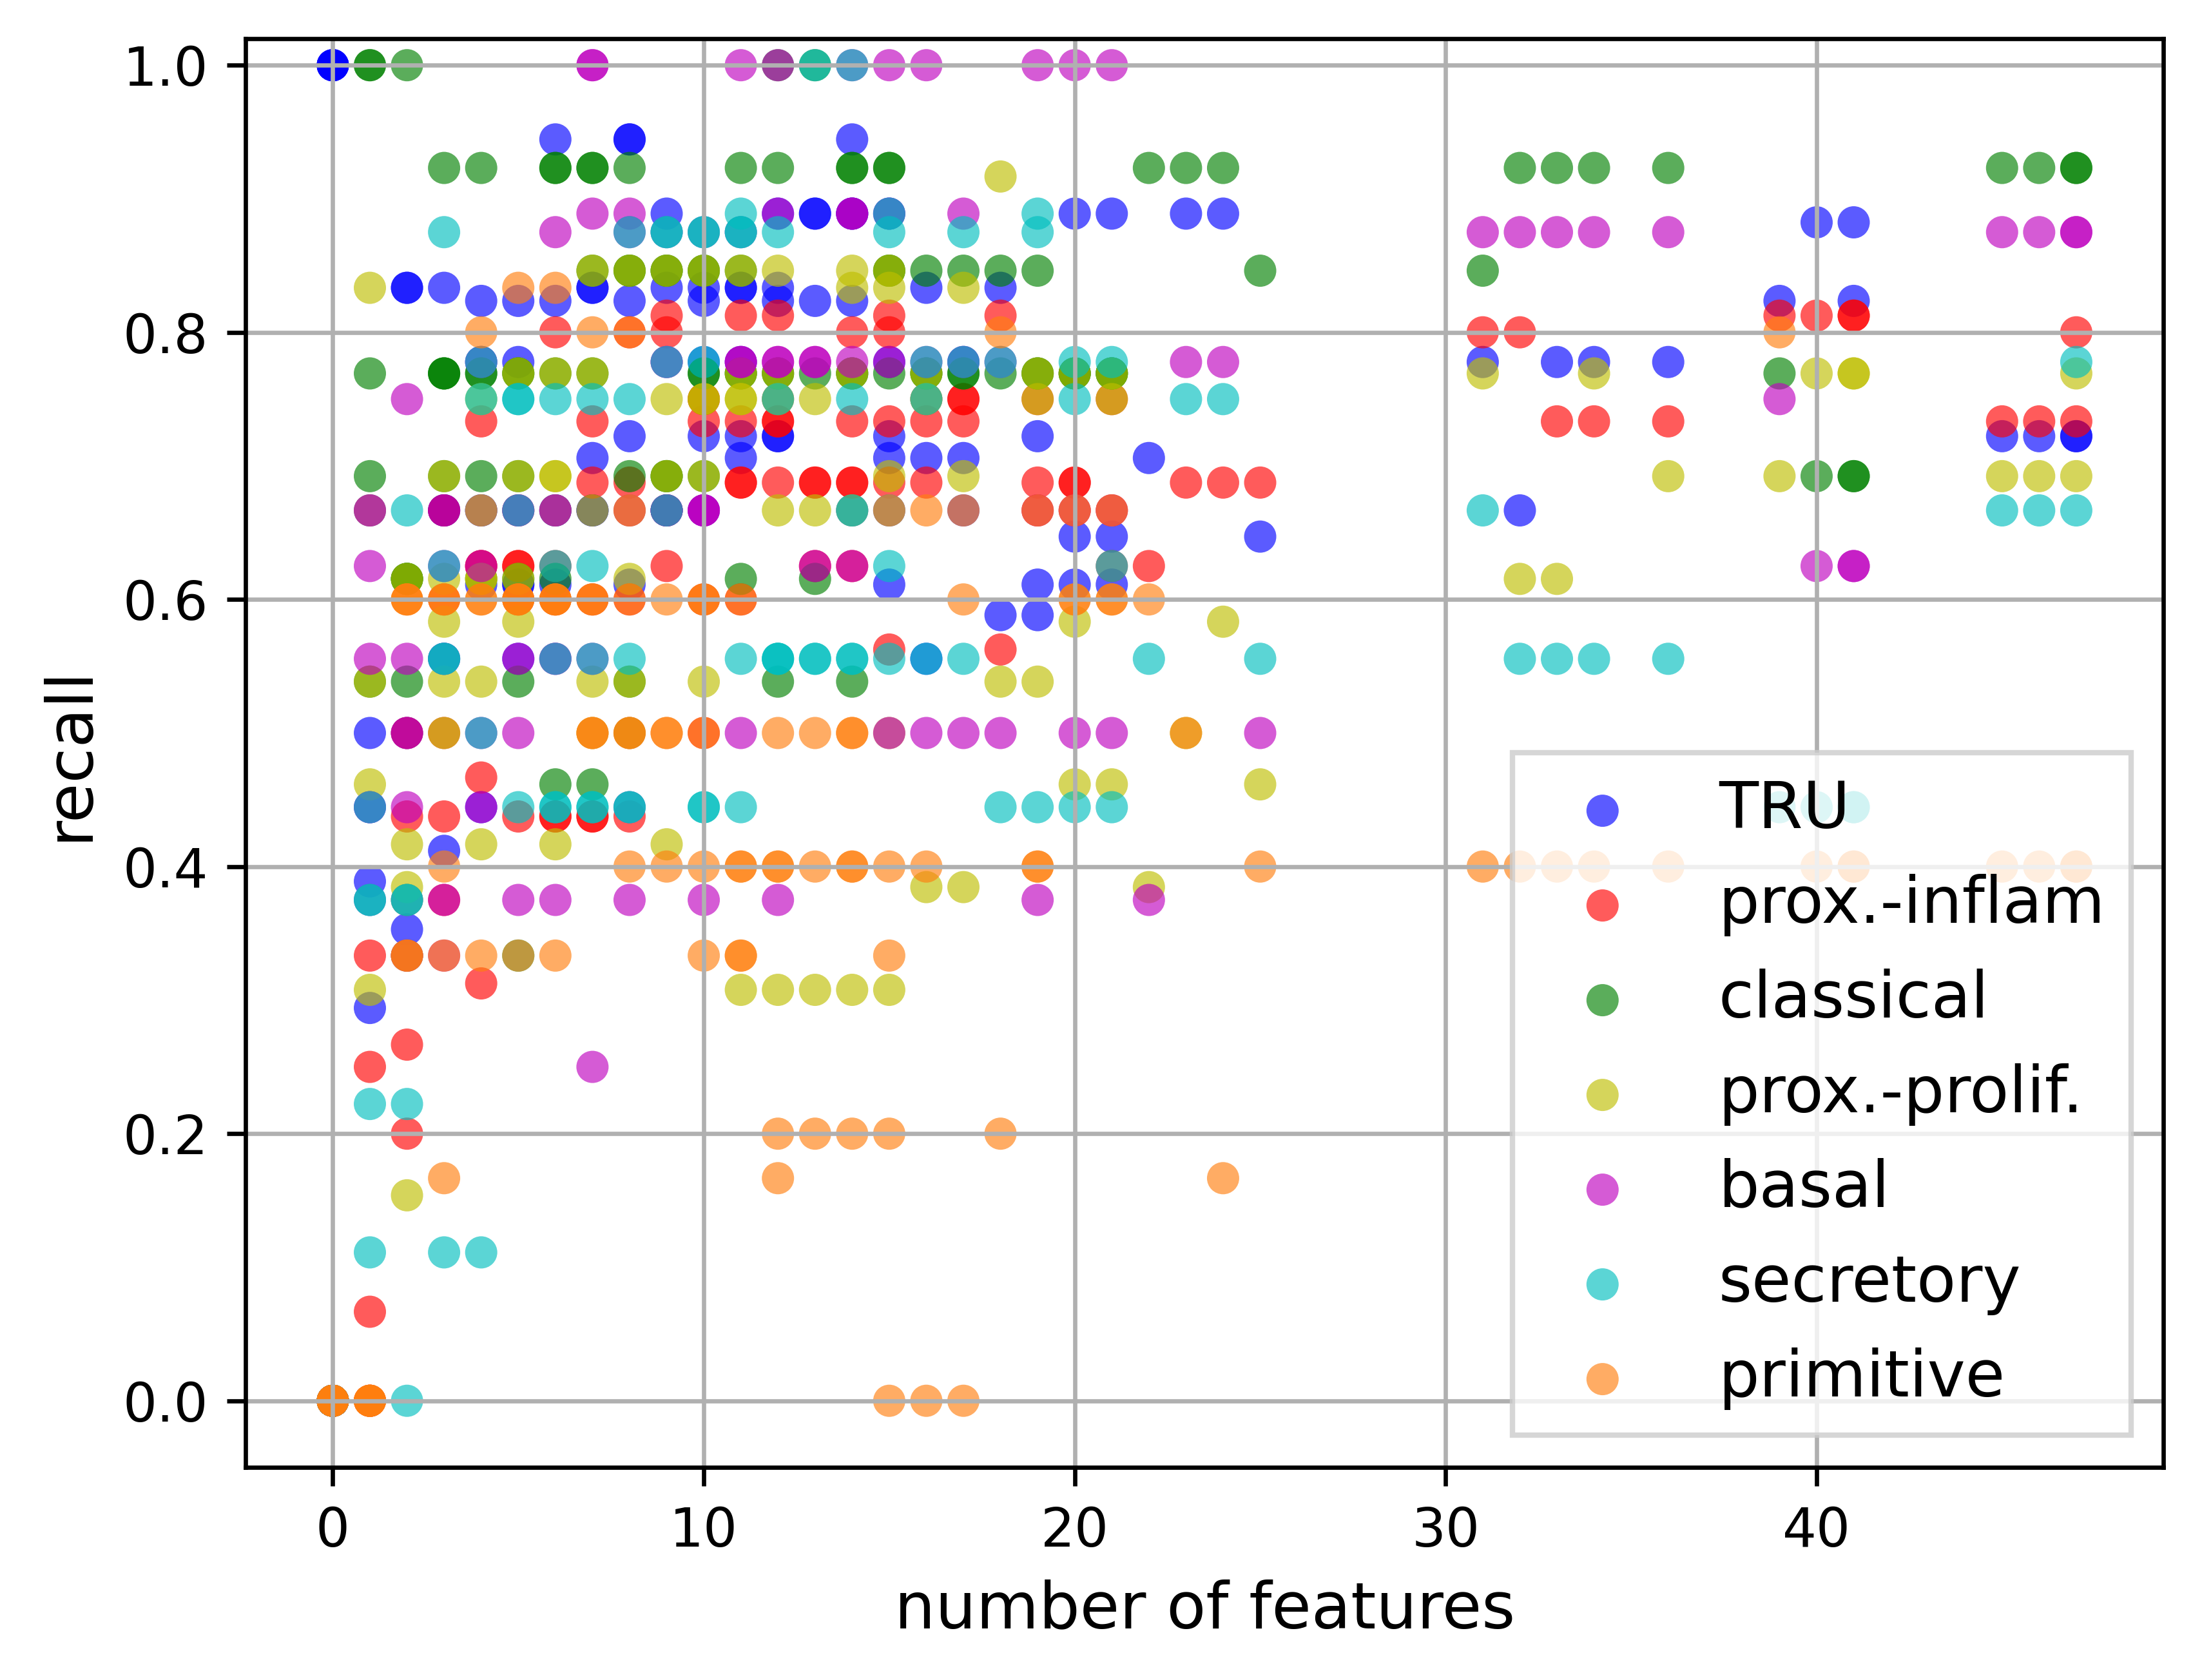 1.0
0.8
0.6
0.4
0.2
0.0
recall
0
10
20
30
40
number of features
TRU
prox.-inflam
classical
prox.-prolif.
basal
secretory
primitive